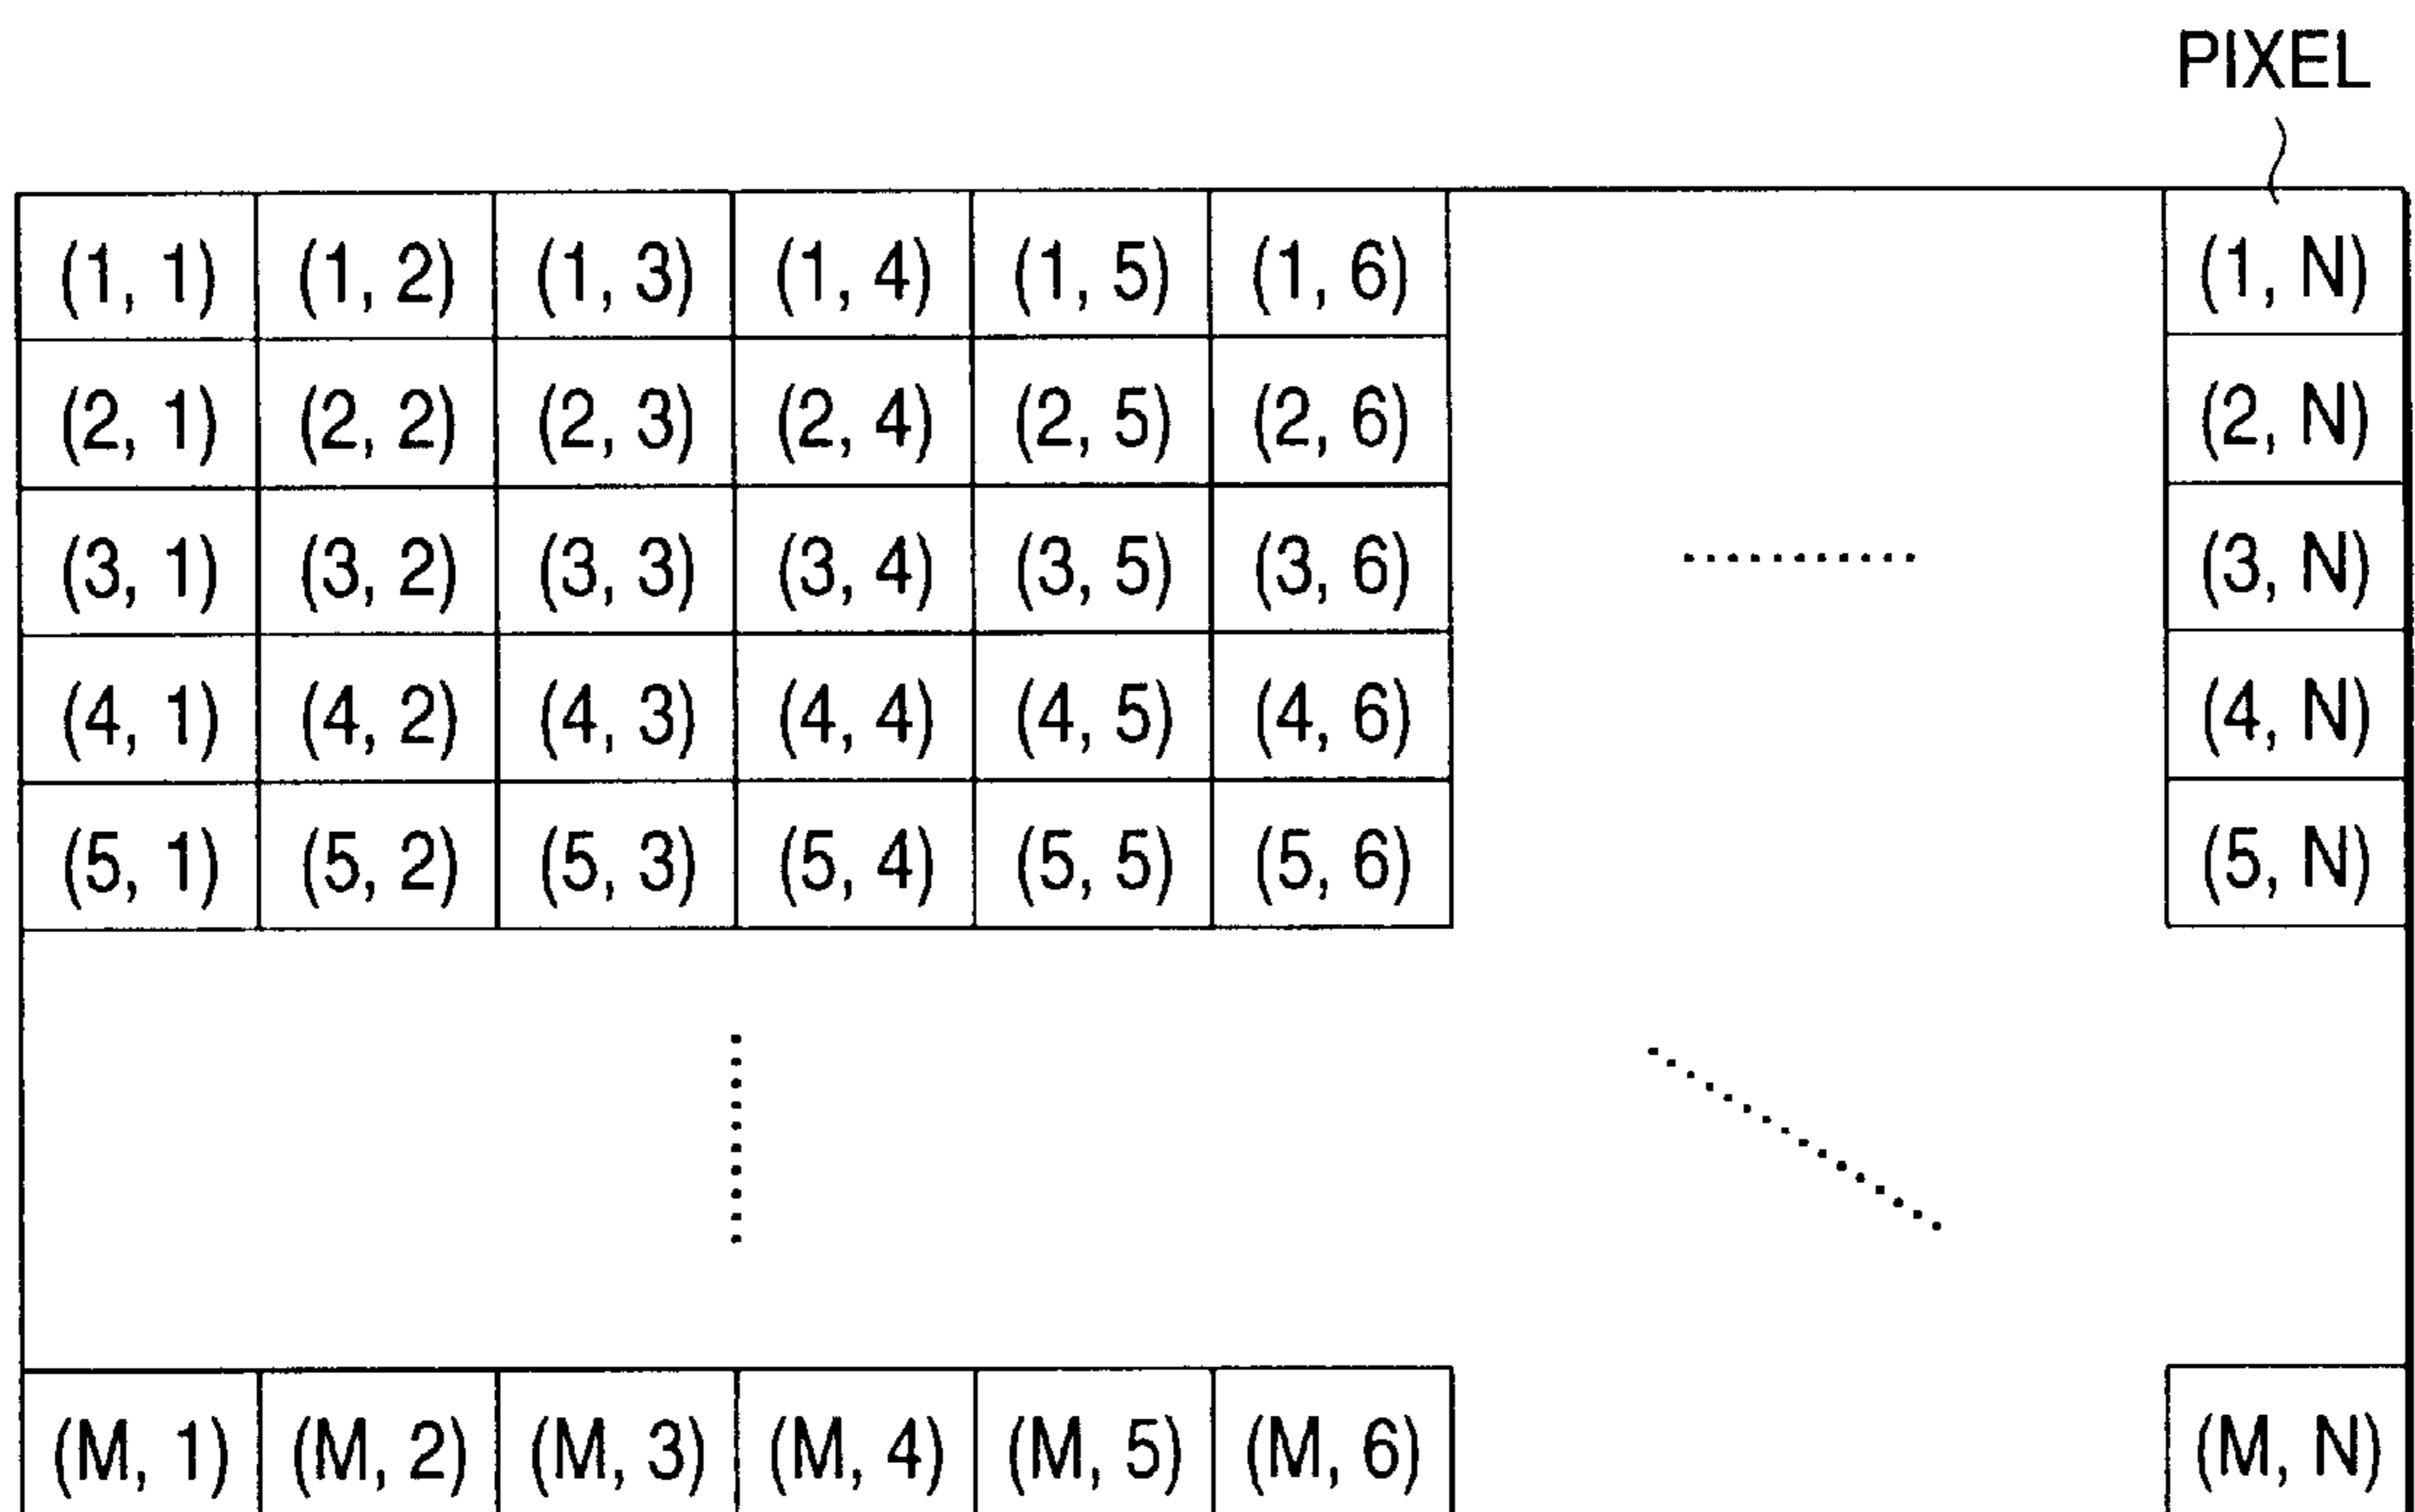 PIXEL
(1, 1) (1, 2) (1, 3) (1, 4) (1, 5) (1, 6) (1, N)
(2, 1) (2, 2) (2, 3) (2, 4) (2, 5) (2, 6) (2, N)
(3, 1) (3, 2) (3, 3) (3, 4) (3, 5) (3, 6) (3, N)
(4, 1) (4, 2) (4, 3) (4, 4) (4, 5) (4, 6) (4, N)
(5, 1) (5, 2) (5, 3) (5, 4) (5, 5) (5, 6) (5, N)
(M, 1) (M, 2) (M, 3) (M, 4) (M, 5) (M, 6) (M, N)